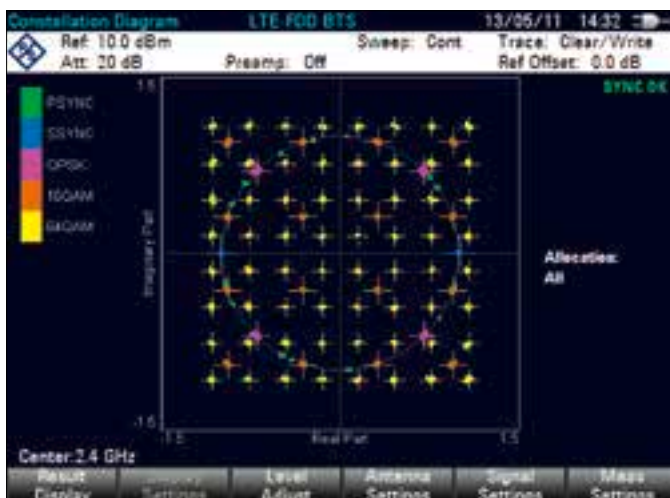 Constellation Diagram LTE-FDD BTS 13/05/11 14:32
Ref: 10.0 dBm Sweep: Cont Trace: Clear/Write
Att: 20 dB Preamp: Off Ref Offset: 0.0 dB
1.5 SYNC OK
PSYNC
SSYNC
QPSK
16QAM
64QAM
Imaginary Part
Allocation:
All
-1.5
-1.5 Real Part 1.5
Center:2.4 GHz
Result Level Antenna Signal Meas
Display Settings Adjust Settings Settings Settings